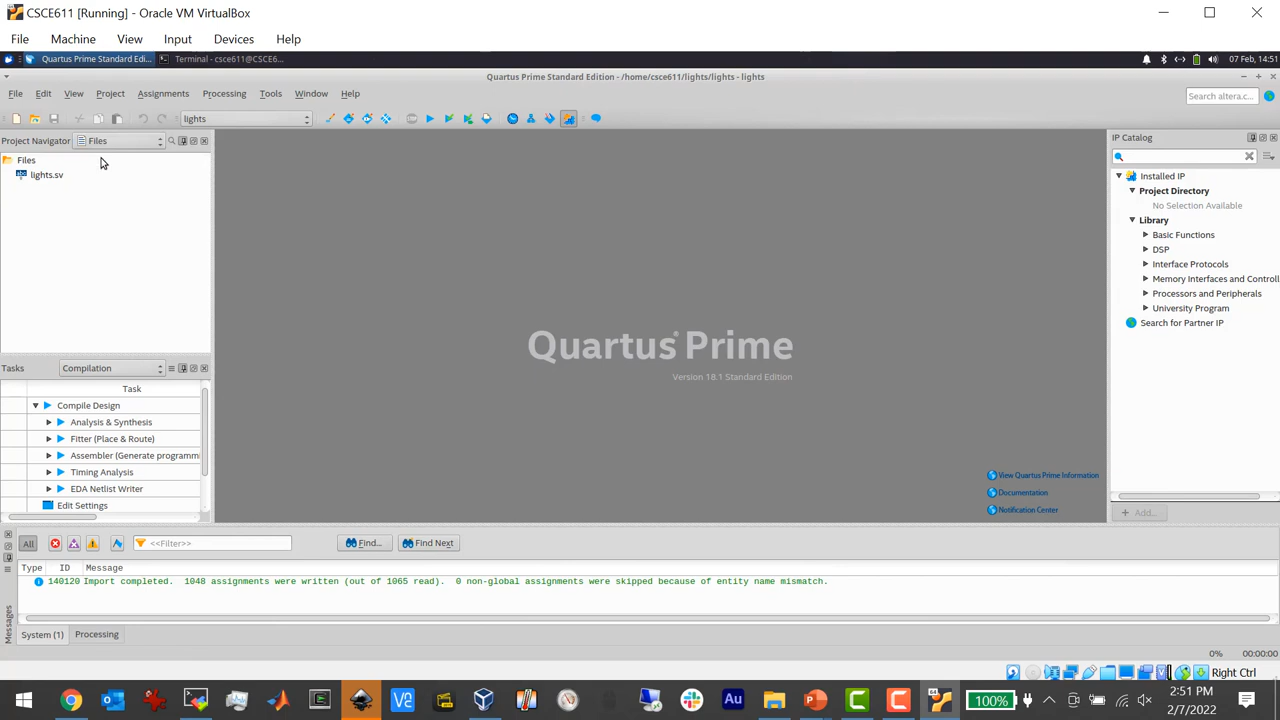 CSCE611 [Running] - Oracle VM VirtualBox
File Machine View Input Devices Help
Quartus Prime Standard Edi... Terminal - csce611@CSCE6... 07 Feb, 14:51
Quartus Prime Standard Edition - /home/csce611/lights/lights - lights
File Edit View Project Assignments Processing Tools Window Help
Search altera.c...
lights
Project Navigator Files
Files
lights.sv
IP Catalog
Installed IP
Project Directory
No Selection Available
Library
Basic Functions
DSP
Interface Protocols
Memory Interfaces and Controll
Processors and Peripherals
University Program
Search for Partner IP
Add...
Quartus® Prime
Version 18.1 Standard Edition
View Quartus Prime Information
Documentation
Notification Center
Tasks Compilation
Task
Compile Design
Analysis & Synthesis
Fitter (Place & Route)
Assembler (Generate programm
Timing Analysis
EDA Netlist Writer
Edit Settings
All <<Filter>> Find... Find Next
Type ID Message
140120 Import completed. 1048 assignments were written (out of 1065 read). 0 non-global assignments were skipped because of entity name mismatch.
Messages
System (1) Processing
0% 00:00:00
Right Ctrl
100%
2:51 PM
2/7/2022